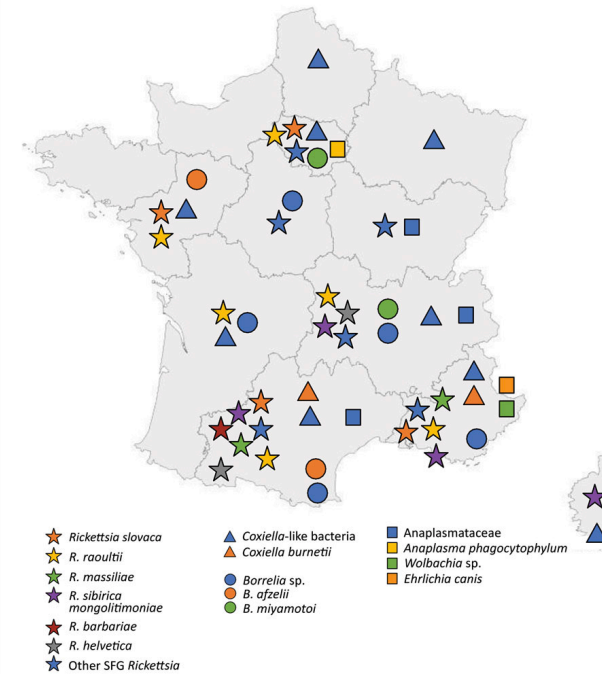 Rickettsia slovaca
R. raoultii
R. massiliae
R. sibirica
mongolitimoniae
R. barbariae
R. helvetica
Other SFG Rickettsia
Coxiella-like bacteria
Coxiella burnetii
Borrelia sp.
B. afzelii
B. miyamotoi
Anaplasmataceae
Anaplasma phagocytophylum
Wolbachia sp.
Ehrlichia canis